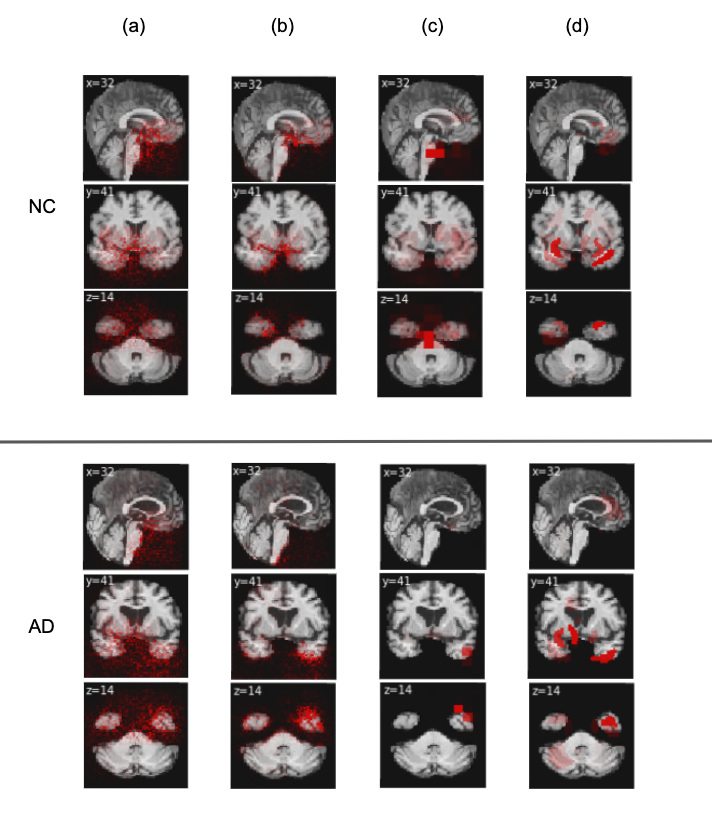 (a) (b) (c) (d)
x=32 x=32 x=32 x=32
NC
y=41 y=41 y=41 y=41
z=14 z=14 z=14 z=14
x=32 x=32 x=32 x=32
AD
y=41 y=41 y=41 y=41
z=14 z=14 z=14 z=14